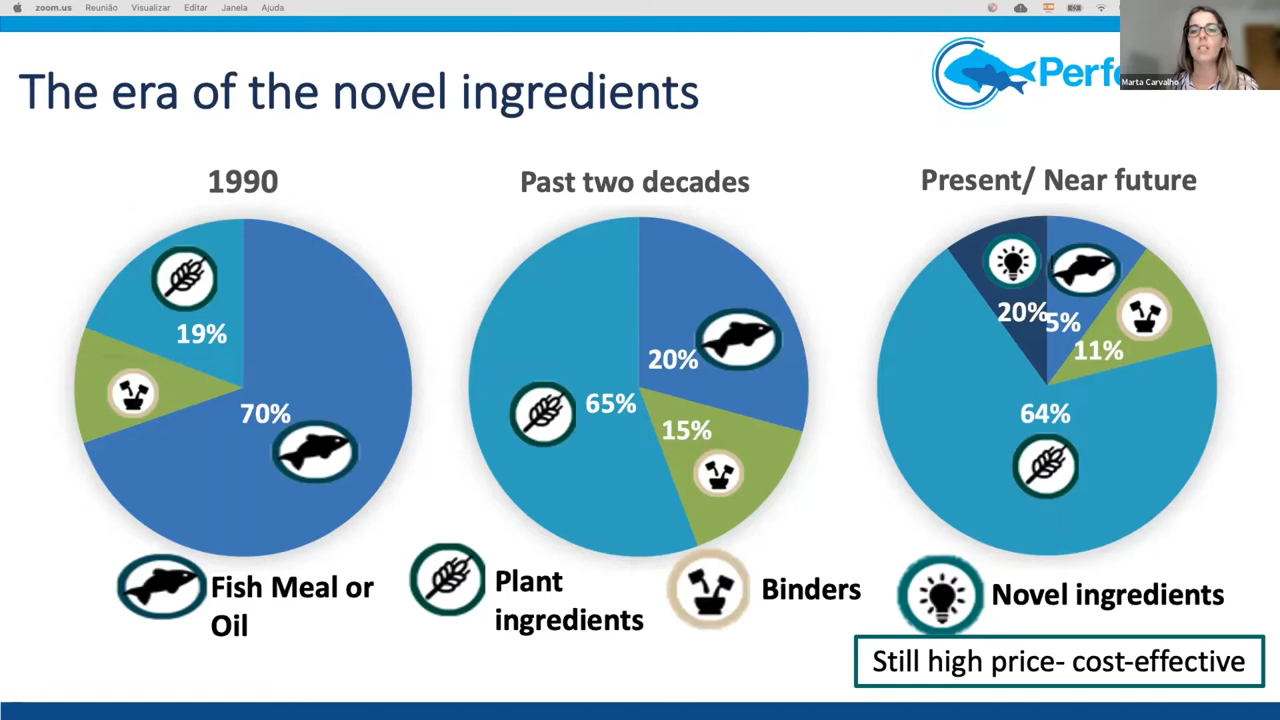 zoom.us Reunião Visualizar Editar Janela Ajuda
Marta Carvalho
The era of the novel ingredients
1990
Past two decades
Present/ Near future
19%
70%
20%
65%
15%
20%
5%
11%
64%
Fish Meal or
Oil
Plant
ingredients
Binders
Novel ingredients
Still high price- cost-effective